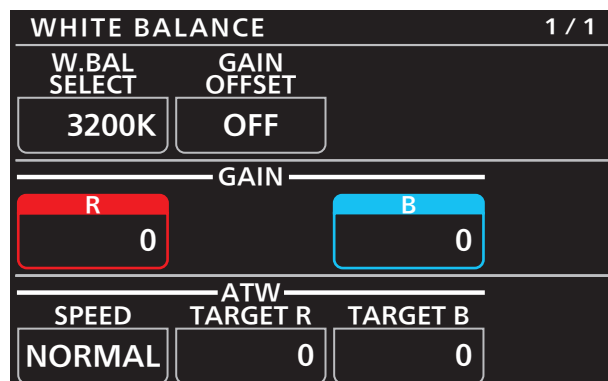 WHITE BALANCE 1 / 1
W.BAL GAIN
SELECT OFFSET
3200K OFF
GAIN
R B
0 0
ATW
SPEED TARGET R TARGET B
NORMAL 0 0